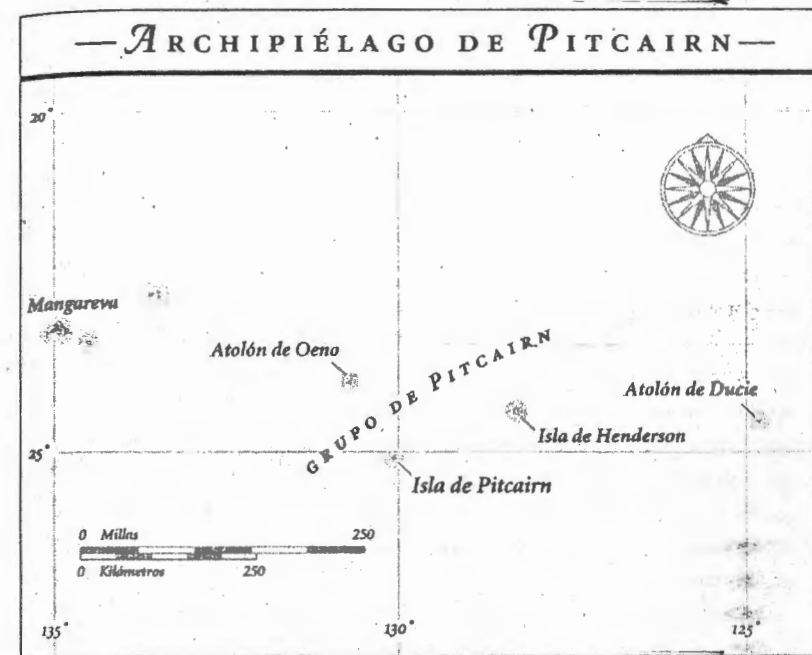 —ARCHIPIÉLAGO DE PITCAIRN—
20°
Mangareva
Atolón de Oeno
GRUPO DE PITCAIRN
Atolón de Ducie
Isla de Henderson
25°
Isla de Pitcairn
0 Millas 250
0 Kilómetros 250
135° 130° 125°